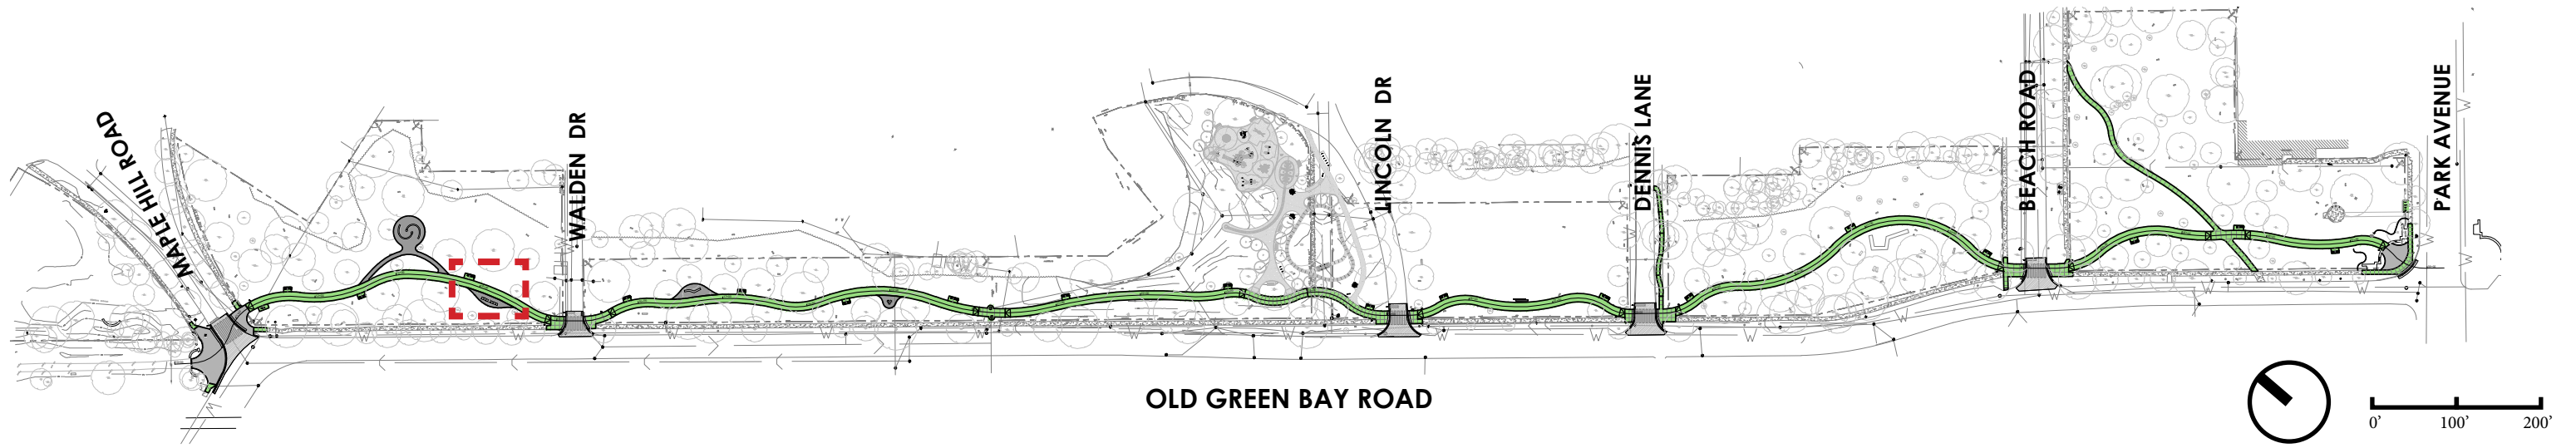 MAPLE HILL ROAD
WALDEN DR
LINCOLN DR
DENNIS LANE
BEACH ROAD
PARK AVENUE
OLD GREEN BAY ROAD
0' 100' 200'